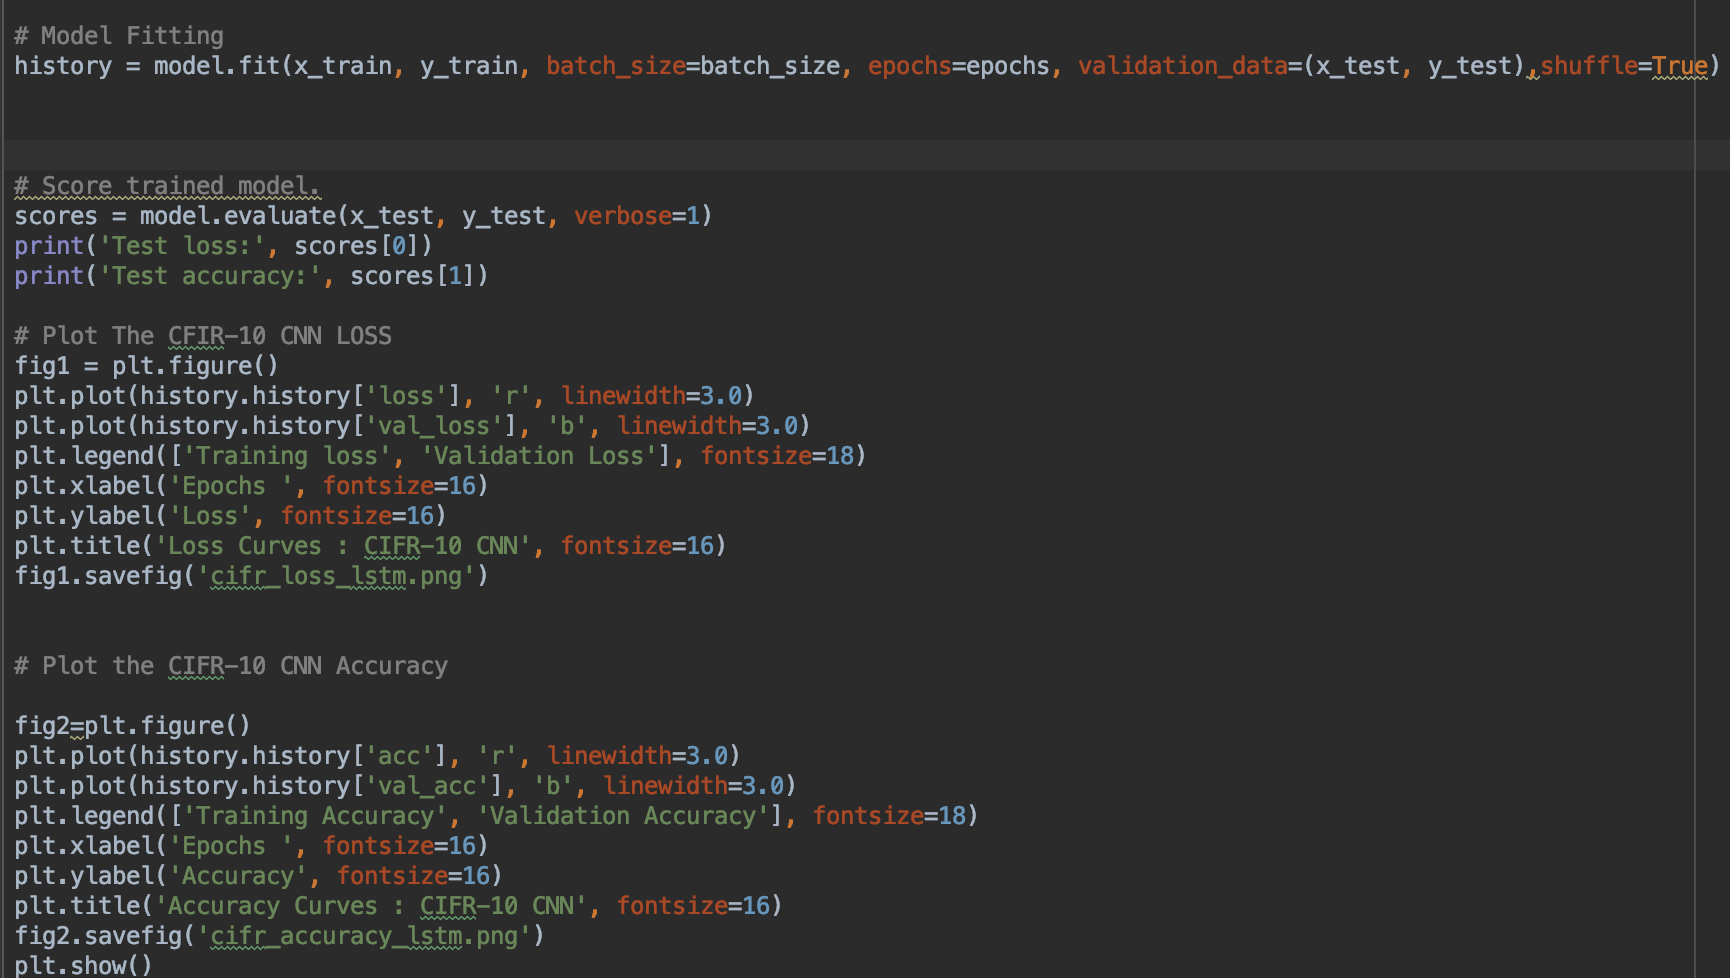 # Model Fitting
history = model.fit(x_train, y_train, batch_size=batch_size, epochs=epochs, validation_data=(x_test, y_test),shuffle=True)
# Score trained model.
scores = model.evaluate(x_test, y_test, verbose=1)
print('Test loss:', scores[0])
print('Test accuracy:', scores[1])
# Plot The CFIR-10 CNN LOSS
fig1 = plt.figure()
plt.plot(history.history['loss'], 'r', linewidth=3.0)
plt.plot(history.history['val_loss'], 'b', linewidth=3.0)
plt.legend(['Training loss', 'Validation Loss'], fontsize=18)
plt.xlabel('Epochs ', fontsize=16)
plt.ylabel('Loss', fontsize=16)
plt.title('Loss Curves : CIFR-10 CNN', fontsize=16)
fig1.savefig('cifr_loss_lstm.png')
# Plot the CIFR-10 CNN Accuracy
fig2=plt.figure()
plt.plot(history.history['acc'], 'r', linewidth=3.0)
plt.plot(history.history['val_acc'], 'b', linewidth=3.0)
plt.legend(['Training Accuracy', 'Validation Accuracy'], fontsize=18)
plt.xlabel('Epochs ', fontsize=16)
plt.ylabel('Accuracy', fontsize=16)
plt.title('Accuracy Curves : CIFR-10 CNN', fontsize=16)
fig2.savefig('cifr_accuracy_lstm.png')
plt.show()